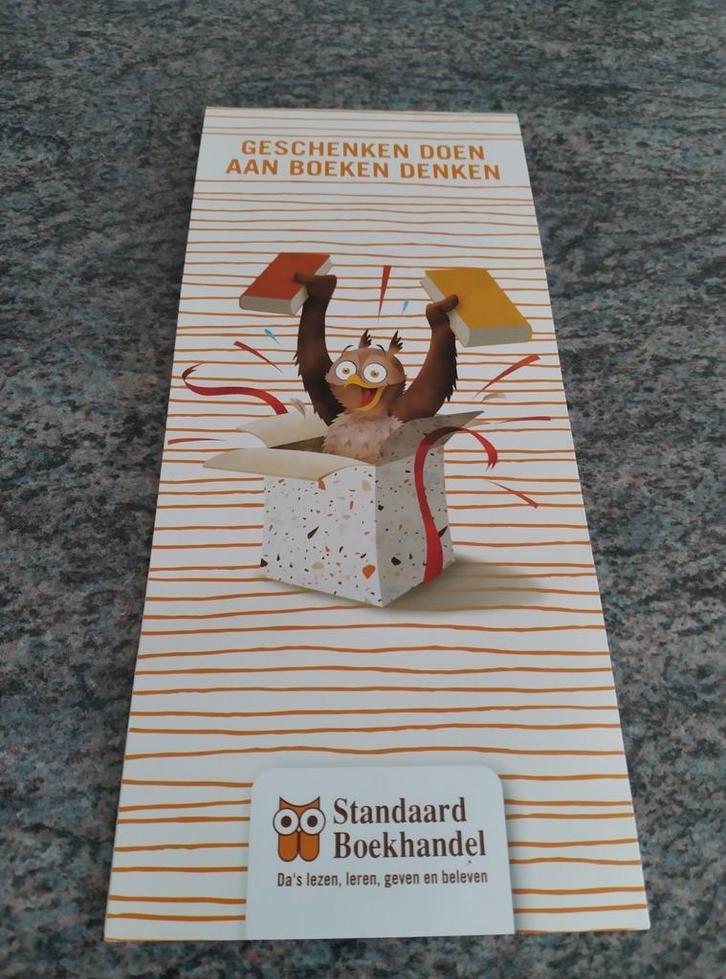 GESCHENKEN DOEN
AAN BOEKEN DENKEN
Standaard
Boekhandel
Da's lezen, leren, geven en beleven